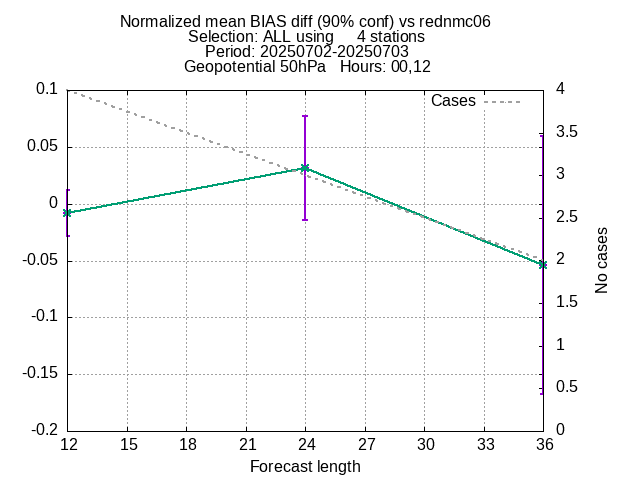 Normalized mean BIAS diff (90% conf) vs rednmc06
Selection: ALL using     4 stations
Period: 20250702-20250703
Geopotential 50hPa   Hours: 00,12
Cases
0.1
0.05
0
-0.05
-0.1
-0.15
-0.2
4
3.5
3
2.5
2
1.5
1
0.5
0
No cases
12 15 18 21 24 27 30 33 36
Forecast length